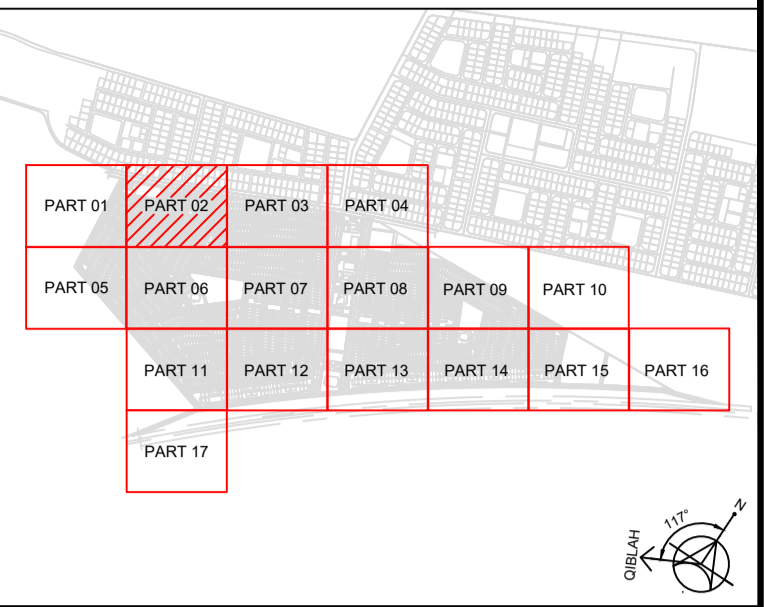 PART 01 PART 02 PART 03 PART 04
PART 05 PART 06 PART 07 PART 08 PART 09 PART 10
PART 11 PART 12 PART 13 PART 14 PART 15 PART 16
PART 17
N
117°
QIBLAH